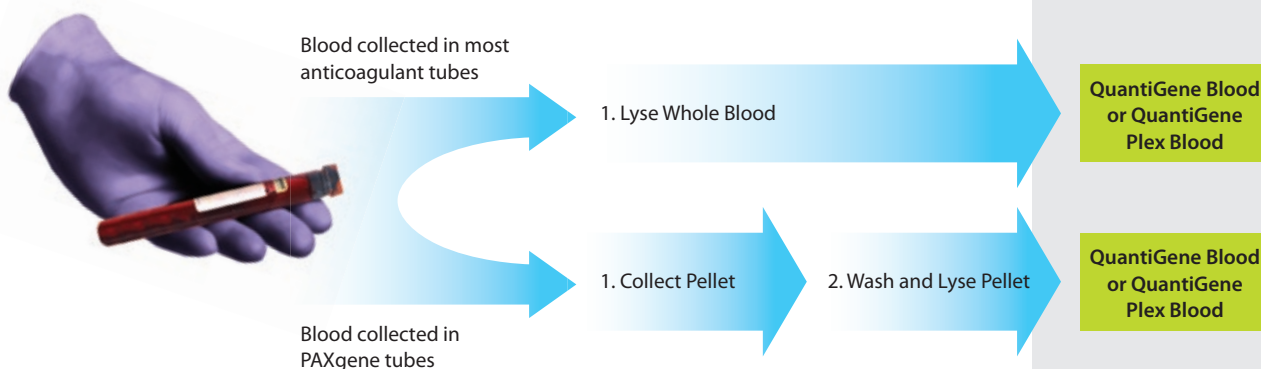 Blood collected in most
anticoagulant tubes
1. Lyse Whole Blood
QuantiGene Blood
or QuantiGene
Plex Blood
Blood collected in
PAXgene tubes
1. Collect Pellet
2. Wash and Lyse Pellet
QuantiGene Blood
or QuantiGene
Plex Blood